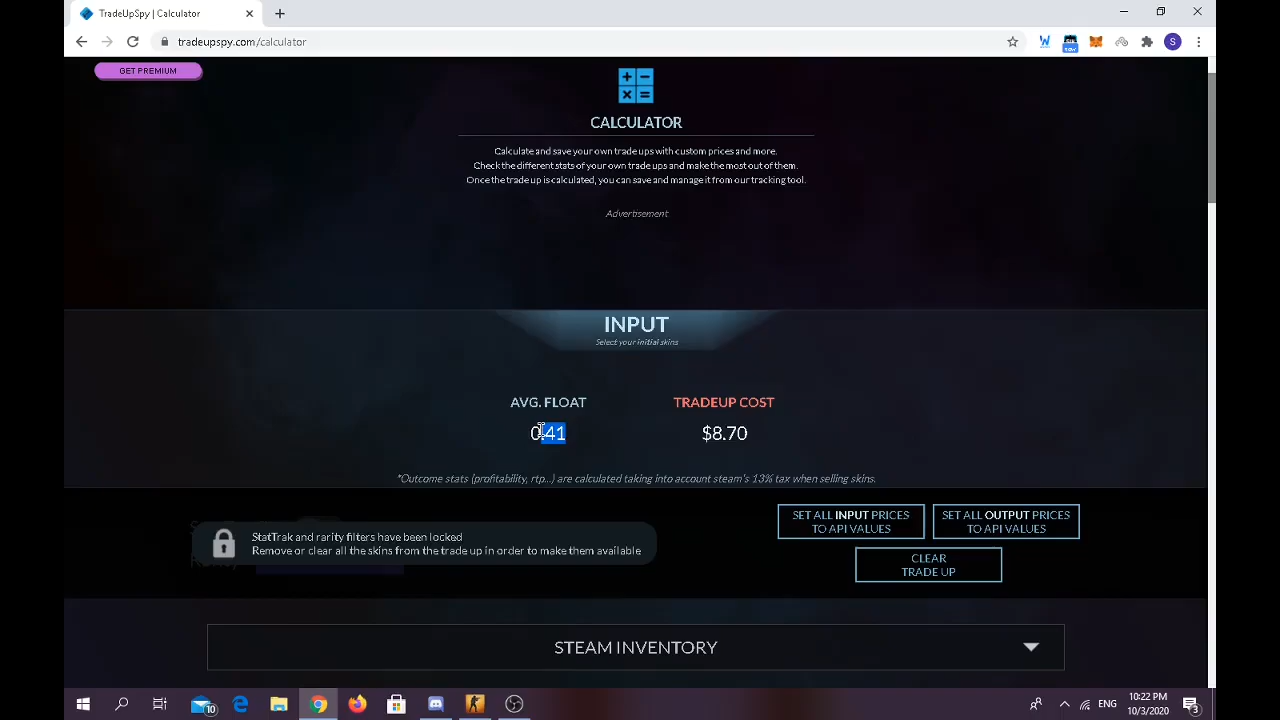 TradeUpSpy | Calculator
tradeupspy.com/calculator
S
GET PREMIUM
CALCULATOR
Calculate and save your own trade ups with custom prices and more.
Check the different stats of your own trade ups and make the most out of them.
Once the trade up is calculated, you can save and manage it from our tracking tool.
Advertisement
INPUT
Select your initial skins
AVG. FLOAT
TRADEUP COST
0.41
$8.70
*Outcome stats (profitability, rtp...) are calculated taking into account steam's 13% tax when selling skins.
StatTrak and rarity filters have been locked
Remove or clear all the skins from the trade up in order to make them available
SET ALL INPUT PRICES
TO API VALUES
SET ALL OUTPUT PRICES
TO API VALUES
CLEAR
TRADE UP
STEAM INVENTORY
10
ENG
10:22 PM
10/3/2020
3